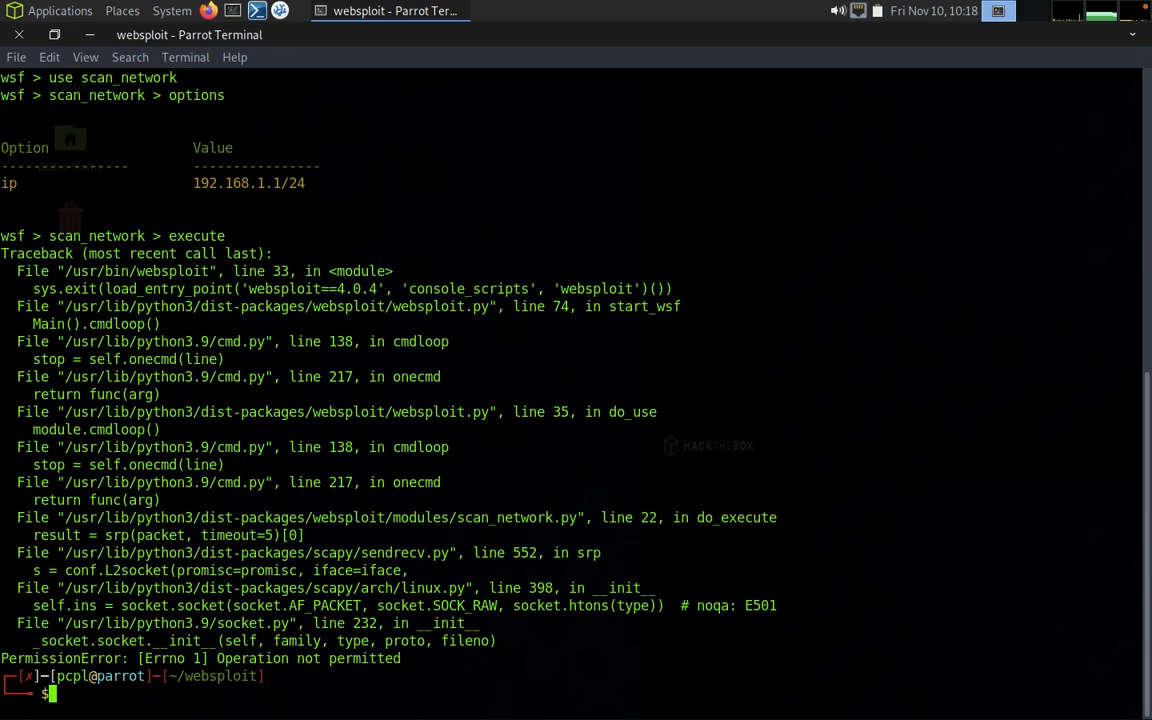 Applications Places System websploit - Parrot Ter... Fri Nov 10, 10:18
websploit - Parrot Terminal
File Edit View Search Terminal Help
wsf > use scan_network
wsf > scan_network > options
Option Value
---------------- ----------------
ip 192.168.1.1/24
wsf > scan_network > execute
Traceback (most recent call last):
File "/usr/bin/websploit", line 33, in <module>
sys.exit(load_entry_point('websploit==4.0.4', 'console_scripts', 'websploit')())
File "/usr/lib/python3/dist-packages/websploit/websploit.py", line 74, in start_wsf
Main().cmdloop()
File "/usr/lib/python3.9/cmd.py", line 138, in cmdloop
stop = self.onecmd(line)
File "/usr/lib/python3.9/cmd.py", line 217, in onecmd
return func(arg)
File "/usr/lib/python3/dist-packages/websploit/websploit.py", line 35, in do_use
module.cmdloop()
File "/usr/lib/python3.9/cmd.py", line 138, in cmdloop
stop = self.onecmd(line)
File "/usr/lib/python3.9/cmd.py", line 217, in onecmd
return func(arg)
HACKTHEBOX
File "/usr/lib/python3/dist-packages/websploit/modules/scan_network.py", line 22, in do_execute
result = srp(packet, timeout=5)[0]
File "/usr/lib/python3/dist-packages/scapy/sendrecv.py", line 552, in srp
s = conf.L2socket(promisc=promisc, iface=iface,
File "/usr/lib/python3/dist-packages/scapy/arch/linux.py", line 398, in __init__
self.ins = socket.socket(socket.AF_PACKET, socket.SOCK_RAW, socket.htons(type))  # noqa: E501
File "/usr/lib/python3.9/socket.py", line 232, in __init__
_socket.socket.__init__(self, family, type, proto, fileno)
PermissionError: [Errno 1] Operation not permitted
┌─[✗]─[pcpl@parrot]─[~/websploit]
└──╼ $